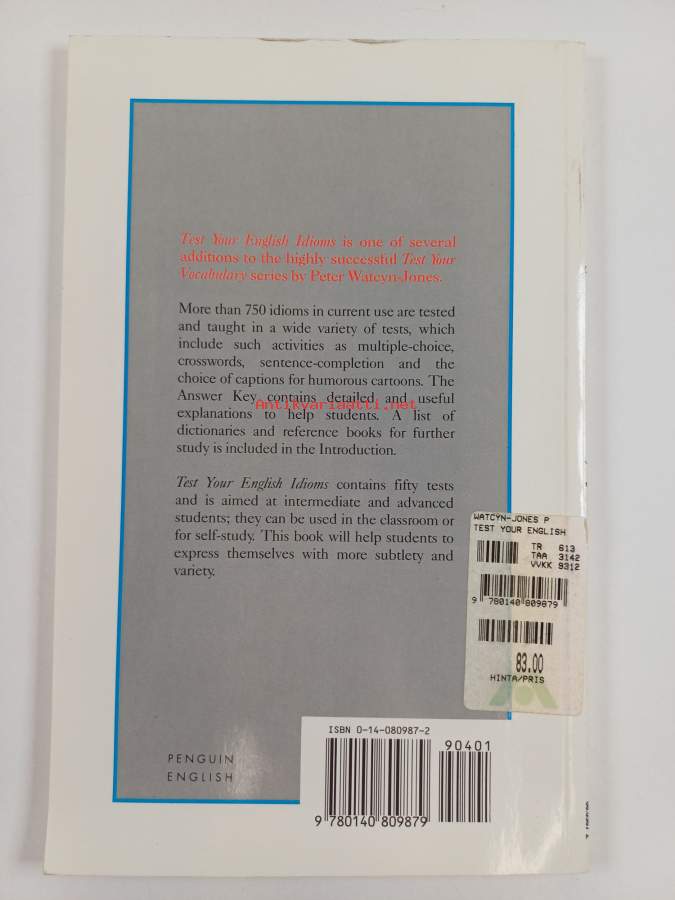 Test Your English Idioms is one of several
additions to the highly successful Test Your
Vocabulary series by Peter Watcyn-Jones.
More than 750 idioms in current use are tested
and taught in a wide variety of tests, which
include such activities as multiple-choice,
crosswords, sentence-completion and the
choice of captions for humorous cartoons. The
Answer Key contains detailed and useful
explanations to help students. A list of
dictionaries and reference books for further
study is included in the Introduction.
Antikvariaatti.net
Test Your English Idioms contains fifty tests
and is aimed at intermediate and advanced
students; they can be used in the classroom or
for self-study. This book will help students to
express themselves with more subtlety and
variety.
WATCYN-JONES P
TEST YOUR ENGLISH
TR 613
TAA 3142
VVKK 9312
9 780140 809879
83.00
HINTA/PRIS
PENGUIN
ENGLISH
ISBN 0-14-080987-2
90401
9 780140 809879